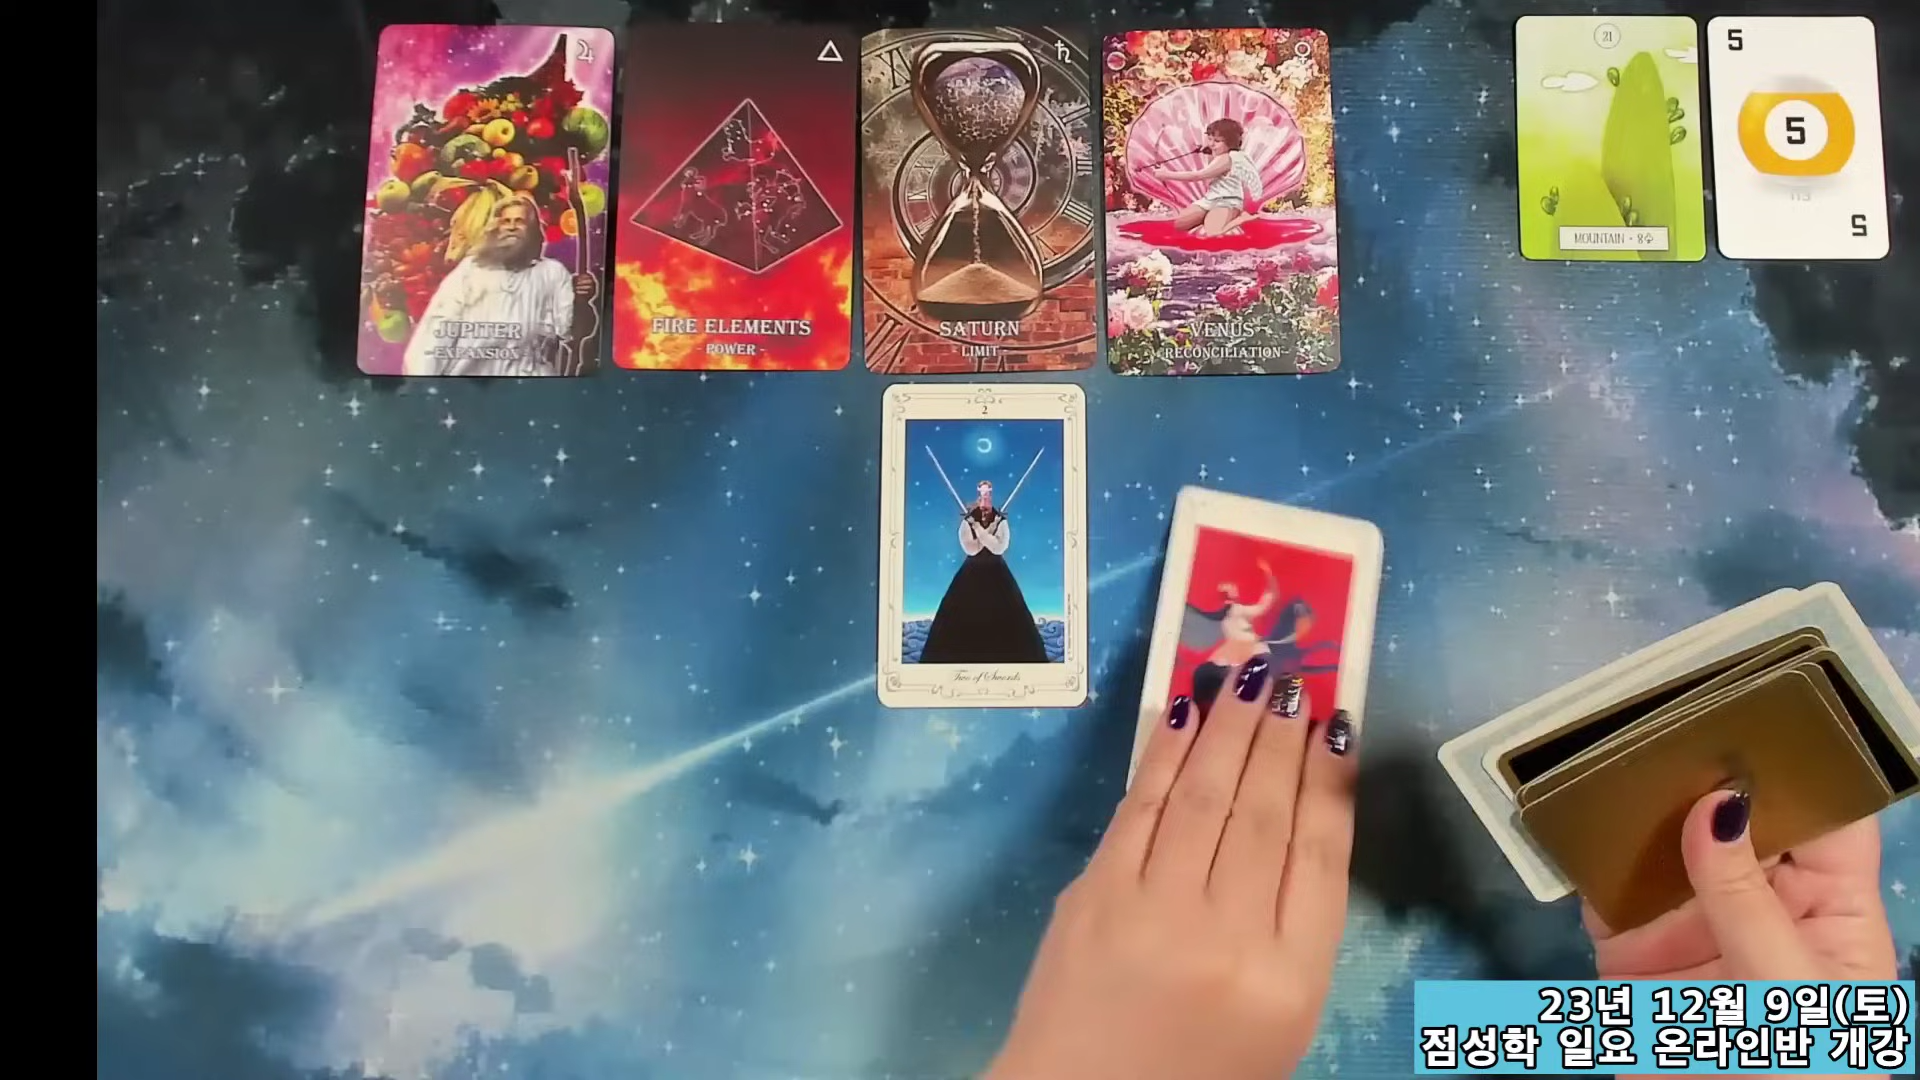 ♃
JUPITER
- EXPANSION -
FIRE ELEMENTS
- POWER -
♄
SATURN
- LIMIT -
♀
VENUS
- RECONCILIATION -
21
MOUNTAIN • 8♧
5
5
5
2
Two of Swords
23년 12월 9일(토)
점성학 일요 온라인반 개강